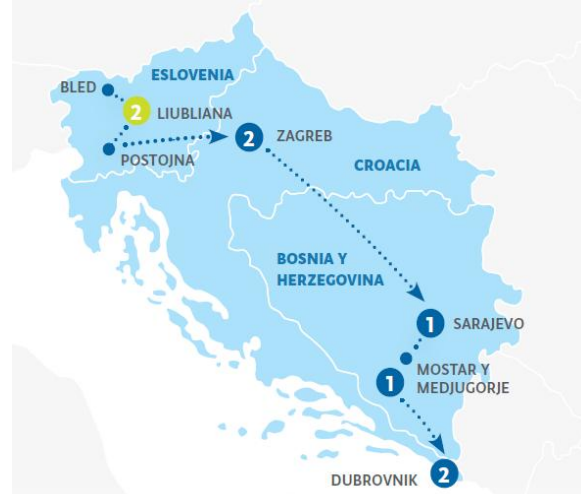 ESLOVENIA
BLED
2
LIUBLIANA
2
ZAGREB
POSTOJNA
CROACIA
BOSNIA Y
HERZEGOVINA
1
SARAJEVO
MOSTAR Y
1
MEDJUGORJE
DUBROVNIK
2